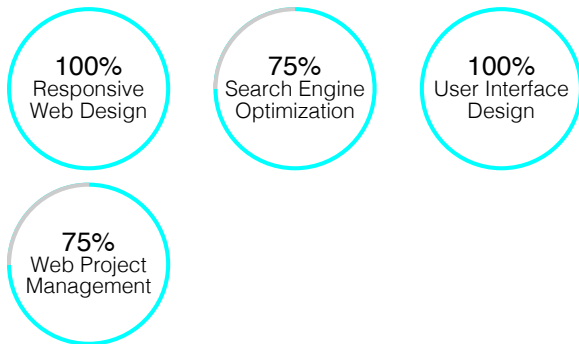 100%
Responsive
Web Design
75%
Search Engine
Optimization
100%
User Interface
Design
75%
Web Project
Management